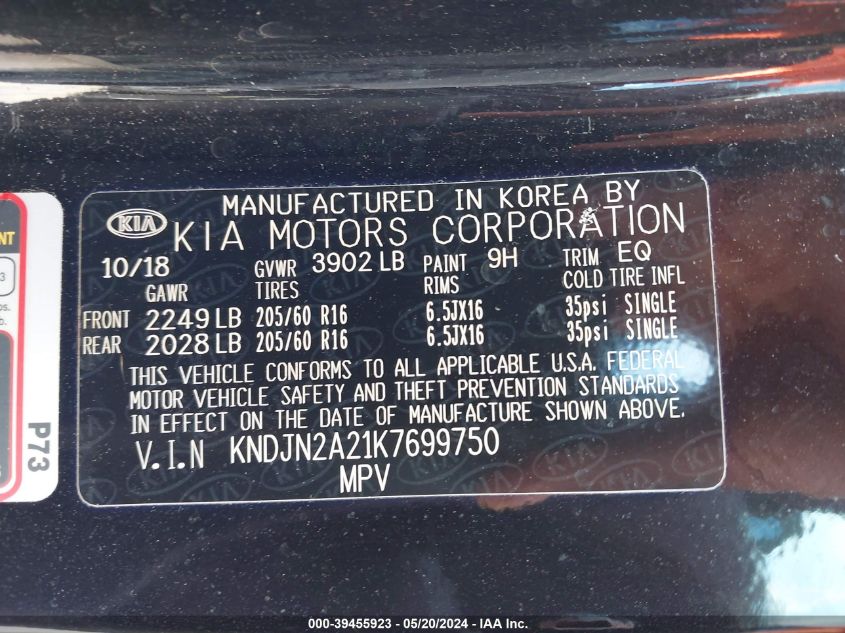 MANUFACTURED IN KOREA BY
KIA KIA MOTORS CORPORATION
10/18 GVWR 3902 LB PAINT 9H TRIM EQ
GAWR TIRES RIMS COLD TIRE INFL
FRONT 2249 LB 205/60 R16 6.5JX16 35psi SINGLE
REAR 2028 LB 205/60 R16 6.5JX16 35psi SINGLE
THIS VEHICLE CONFORMS TO ALL APPLICABLE U.S.A. FEDERAL
MOTOR VEHICLE SAFETY AND THEFT PREVENTION STANDARDS
IN EFFECT ON THE DATE OF MANUFACTURE SHOWN ABOVE.
V.I.N KNDJN2A21K7699750
MPV
P73
000-39455923 - 05/20/2024 - IAA Inc.